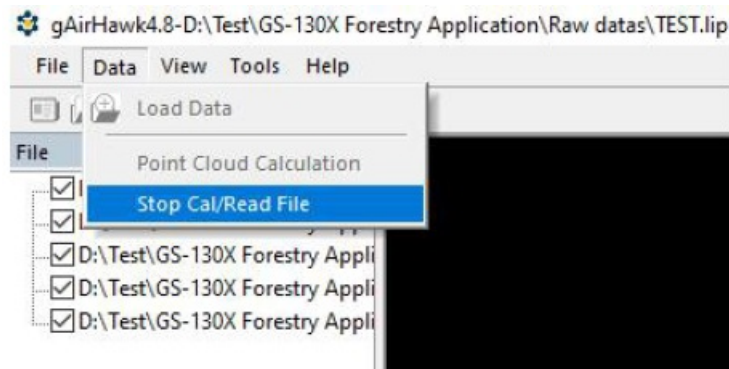 gAirHawk4.8-D:\Test\GS-130X Forestry Application\Raw datas\TEST.lip
File Data View Tools Help
Load Data
File
Point Cloud Calculation
Stop Cal/Read File
D:\Test\GS-130X Forestry Appli
D:\Test\GS-130X Forestry Appli
D:\Test\GS-130X Forestry Appli